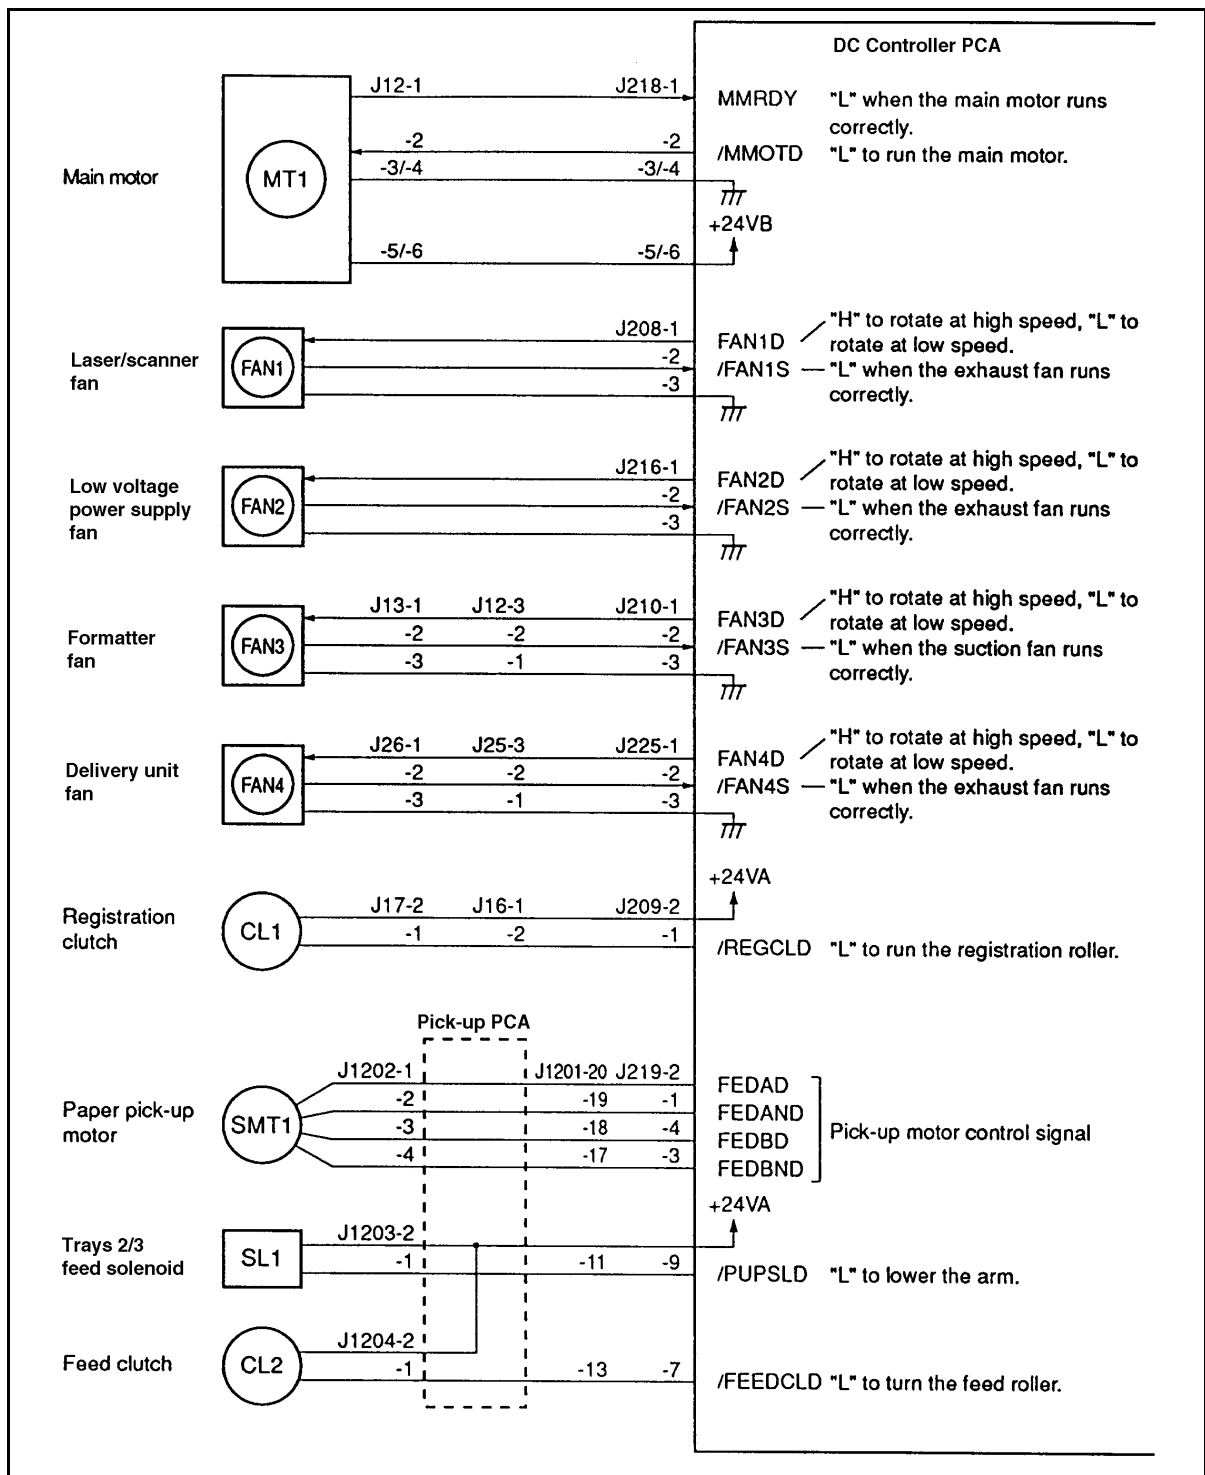 DC Controller PCA
J12-1 J218-1 MMRDY "L" when the main motor runs
correctly.
-2 -2 /MMOTD "L" to run the main motor.
Main motor MT1 -3/-4 -3/-4
+24VB
-5/-6 -5/-6
J208-1 FAN1D "H" to rotate at high speed, "L" to
rotate at low speed.
Laser/scanner
fan
FAN1 -2 /FAN1S "L" when the exhaust fan runs
correctly.
-3
J216-1 FAN2D "H" to rotate at high speed, "L" to
rotate at low speed.
Low voltage
power supply
fan
FAN2 -2 /FAN2S "L" when the exhaust fan runs
correctly.
-3
J13-1 J12-3 J210-1 FAN3D "H" to rotate at high speed, "L" to
rotate at low speed.
Formatter
fan
FAN3 -2 -2 -2 /FAN3S "L" when the suction fan runs
correctly.
-3 -1 -3
J26-1 J25-3 J225-1 FAN4D "H" to rotate at high speed, "L" to
rotate at low speed.
Delivery unit
fan
FAN4 -2 -2 -2 /FAN4S "L" when the exhaust fan runs
correctly.
-3 -1 -3
+24VA
Registration
clutch
CL1 J17-2 J16-1 J209-2
-1 -2 -1 /REGCLD "L" to run the registration roller.
Pick-up PCA
J1202-1 J1201-20 J219-2 FEDAD
Paper pick-up
motor
SMT1 -2 -19 -1 FEDAND
-3 -18 -4 FEDBD
Pick-up motor control signal
-4 -17 -3 FEDBND
+24VA
Trays 2/3
feed solenoid
SL1 J1203-2
-1 -11 -9 /PUPSLD "L" to lower the arm.
J1204-2
Feed clutch CL2 -1 -13 -7 /FEEDCLD "L" to turn the feed roller.